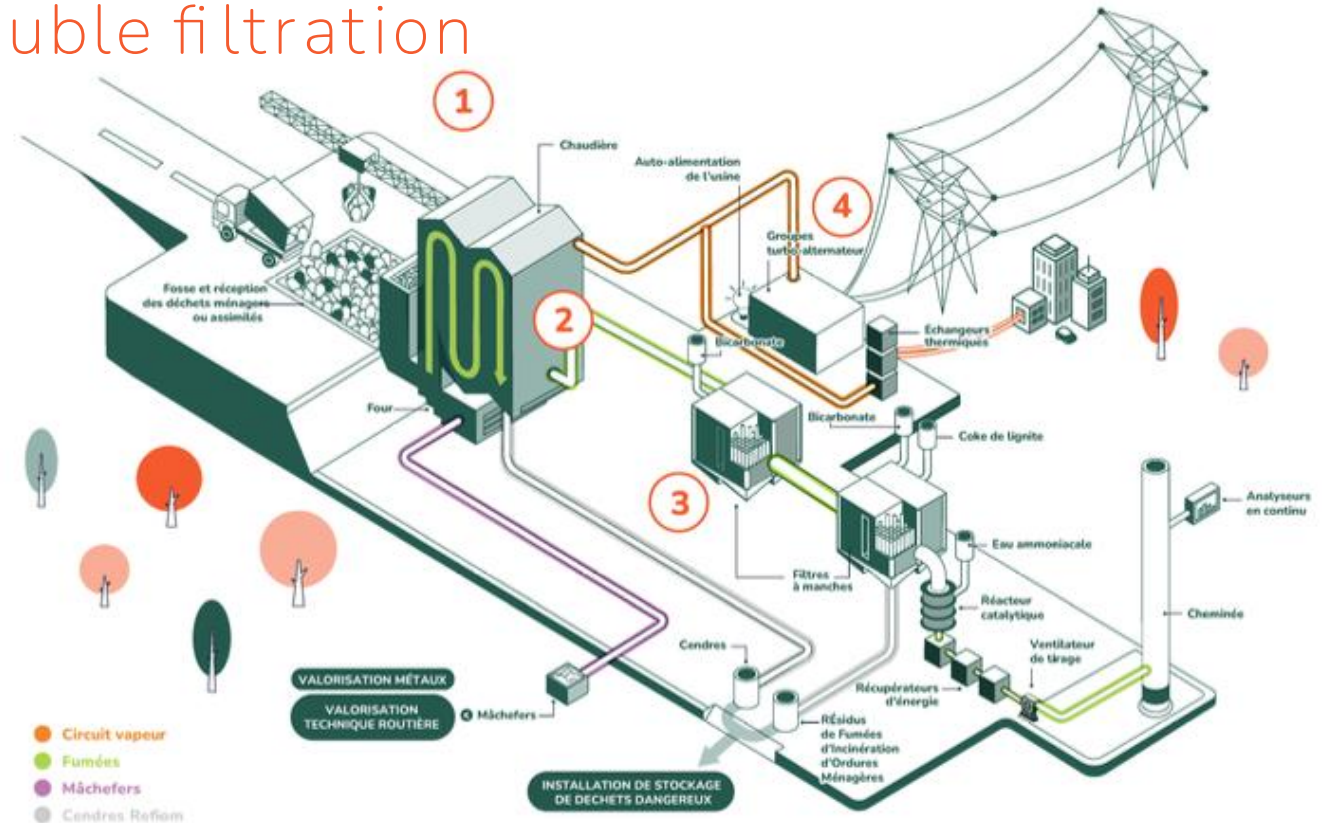 uble filtration
1
Chaudière
Auto-alimentation
de l'usine
4
Groupes
turbo-alternateur
Fosse et réception
des déchets ménagers
ou assimilés
2
Bicarbonate
Echangeurs
thermiques
Four
Bicarbonate
Coke de lignite
3
Analyseurs
en continu
Eau ammoniacale
Filtres
à manches
Réacteur
catalytique
Cheminée
Cendres
Ventilateur
de tirage
VALORISATION MÉTAUX
VALORISATION
TECHNIQUE ROUTIÈRE
Mâchefers
Récupérateurs
d'énergie
RÉsidus
de Fumées
d'Incinération
d'Ordures
Ménagères
INSTALLATION DE STOCKAGE
DE DECHETS DANGEREUX
Circuit vapeur
Fumées
Mâchefers
Cendres Refiom